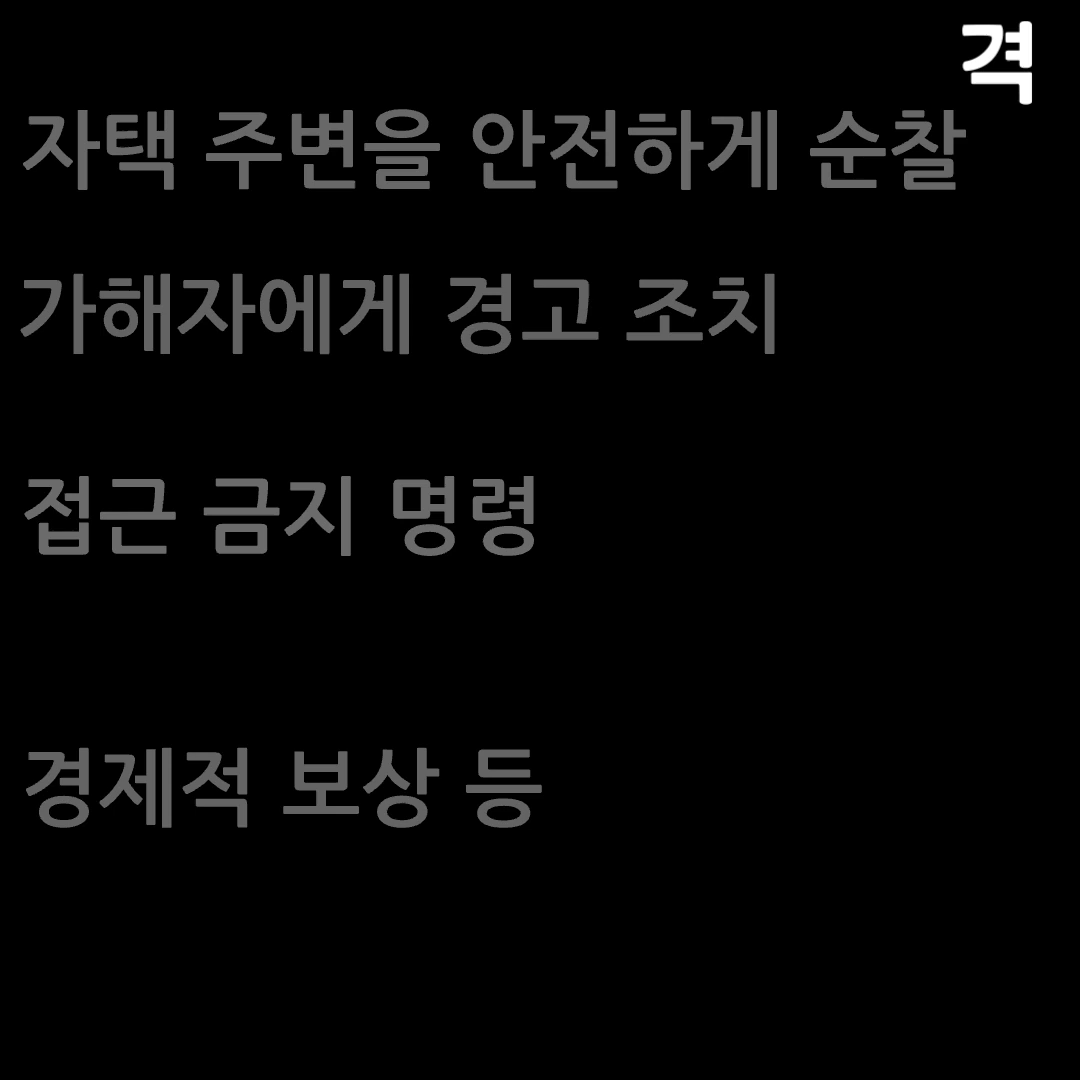 격
자택 주변을 안전하게 순찰
가해자에게 경고 조치
접근 금지 명령
경제적 보상 등